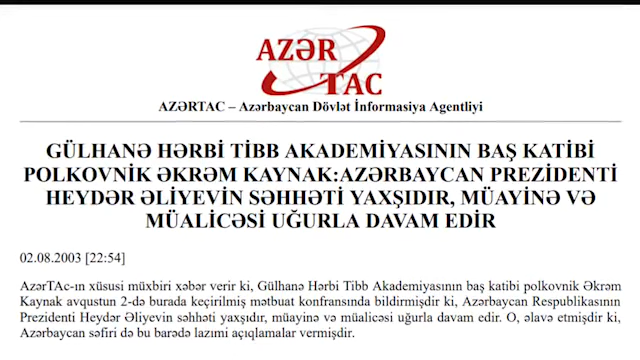 AZƏR
TAC
AZƏRTAC – Azərbaycan Dövlət İnformasiya Agentliyi
GÜLHANƏ HƏRBİ TİBB AKADEMİYASININ BAŞ KATİBİ
POLKOVNİK ƏKRƏM KAYNAK:AZƏRBAYCAN PREZİDENTİ
HEYDƏR ƏLİYEVİN SƏHHƏTİ YAXŞIDIR, MÜAYİNƏ VƏ
MÜALİCƏSİ UĞURLA DAVAM EDİR
02.08.2003 [22:54]
AzərTAc-ın xüsusi müxbiri xəbər verir ki, Gülhanə Hərbi Tibb Akademiyasının baş katibi polkovnik Əkrəm
Kaynak avqustun 2-də burada keçirilmiş mətbuat konfransında bildirmişdir ki, Azərbaycan Respublikasının
Prezidenti Heydər Əliyevin səhhəti yaxşıdır, müayinə və müalicəsi uğurla davam edir. O, əlavə etmişdir ki,
Azərbaycan səfiri də bu barədə lazımi açıqlamalar vermişdir.